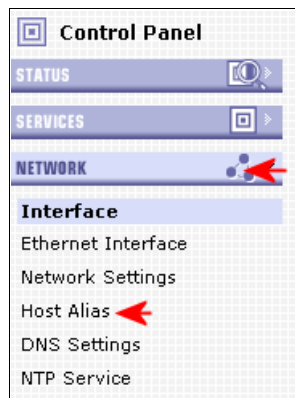 Control Panel
STATUS
SERVICES
NETWORK
Interface
Ethernet Interface
Network Settings
Host Alias
DNS Settings
NTP Service